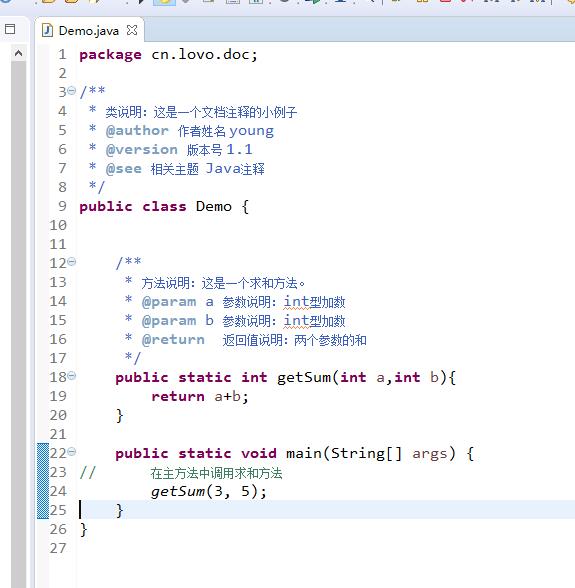 Demo.java
1 package cn.lovo.doc;
2
3 /**
4 * 类说明：这是一个文档注释的小例子
5 * @author 作者姓名 young
6 * @version 版本号 1.1
7 * @see 相关主题 Java注释
8 */
9 public class Demo {
10
11
12 /**
13 * 方法说明：这是一个求和方法。
14 * @param a 参数说明：int型加数
15 * @param b 参数说明：int型加数
16 * @return 返回值说明：两个参数的和
17 */
18 public static int getSum(int a,int b){
19 return a+b;
20 }
21
22 public static void main(String[] args) {
23 // 在主方法中调用求和方法
24 getSum(3, 5);
25 }
26 }
27